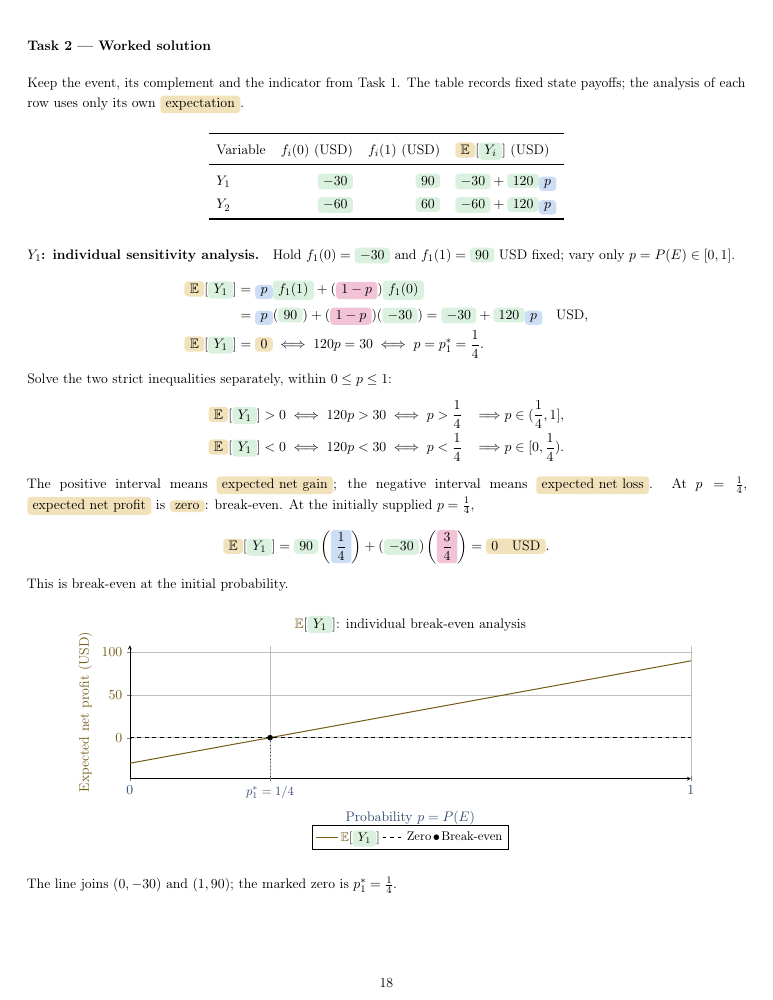 Task 2 — Worked solution
Keep the event, its complement and the indicator from Task 1. The table records fixed state payoffs; the analysis of each
row uses only its own expectation.
Variable f_i(0) (USD) f_i(1) (USD) 𝔼[Y_i] (USD)
Y_1 −30 90 −30 + 120 p
Y_2 −60 60 −60 + 120 p
Y_1: individual sensitivity analysis. Hold f_1(0) = −30 and f_1(1) = 90 USD fixed; vary only p = P(E) ∈ [0, 1].
𝔼[Y_1] = p f_1(1) + (1 − p) f_1(0)
= p(90) + (1 − p)(−30) = −30 + 120 p USD,
𝔼[Y_1] = 0 ⟺ 120p = 30 ⟺ p = p_1^* = 1/4.
Solve the two strict inequalities separately, within 0 ≤ p ≤ 1:
𝔼[Y_1] > 0 ⟺ 120p > 30 ⟺ p > 1/4 ⟹ p ∈ (1/4, 1],
𝔼[Y_1] < 0 ⟺ 120p < 30 ⟺ p < 1/4 ⟹ p ∈ [0, 1/4).
The positive interval means expected net gain; the negative interval means expected net loss. At p = 1/4,
expected net profit is zero: break-even. At the initially supplied p = 1/4,
𝔼[Y_1] = 90 (1/4) + (−30) (3/4) = 0 USD.
This is break-even at the initial probability.
𝔼[Y_1]: individual break-even analysis
Expected net profit (USD)
100
50
0
0 p_1^* = 1/4 1
Probability p = P(E)
𝔼[Y_1] Zero Break-even
The line joins (0, −30) and (1, 90); the marked zero is p_1^* = 1/4.
18